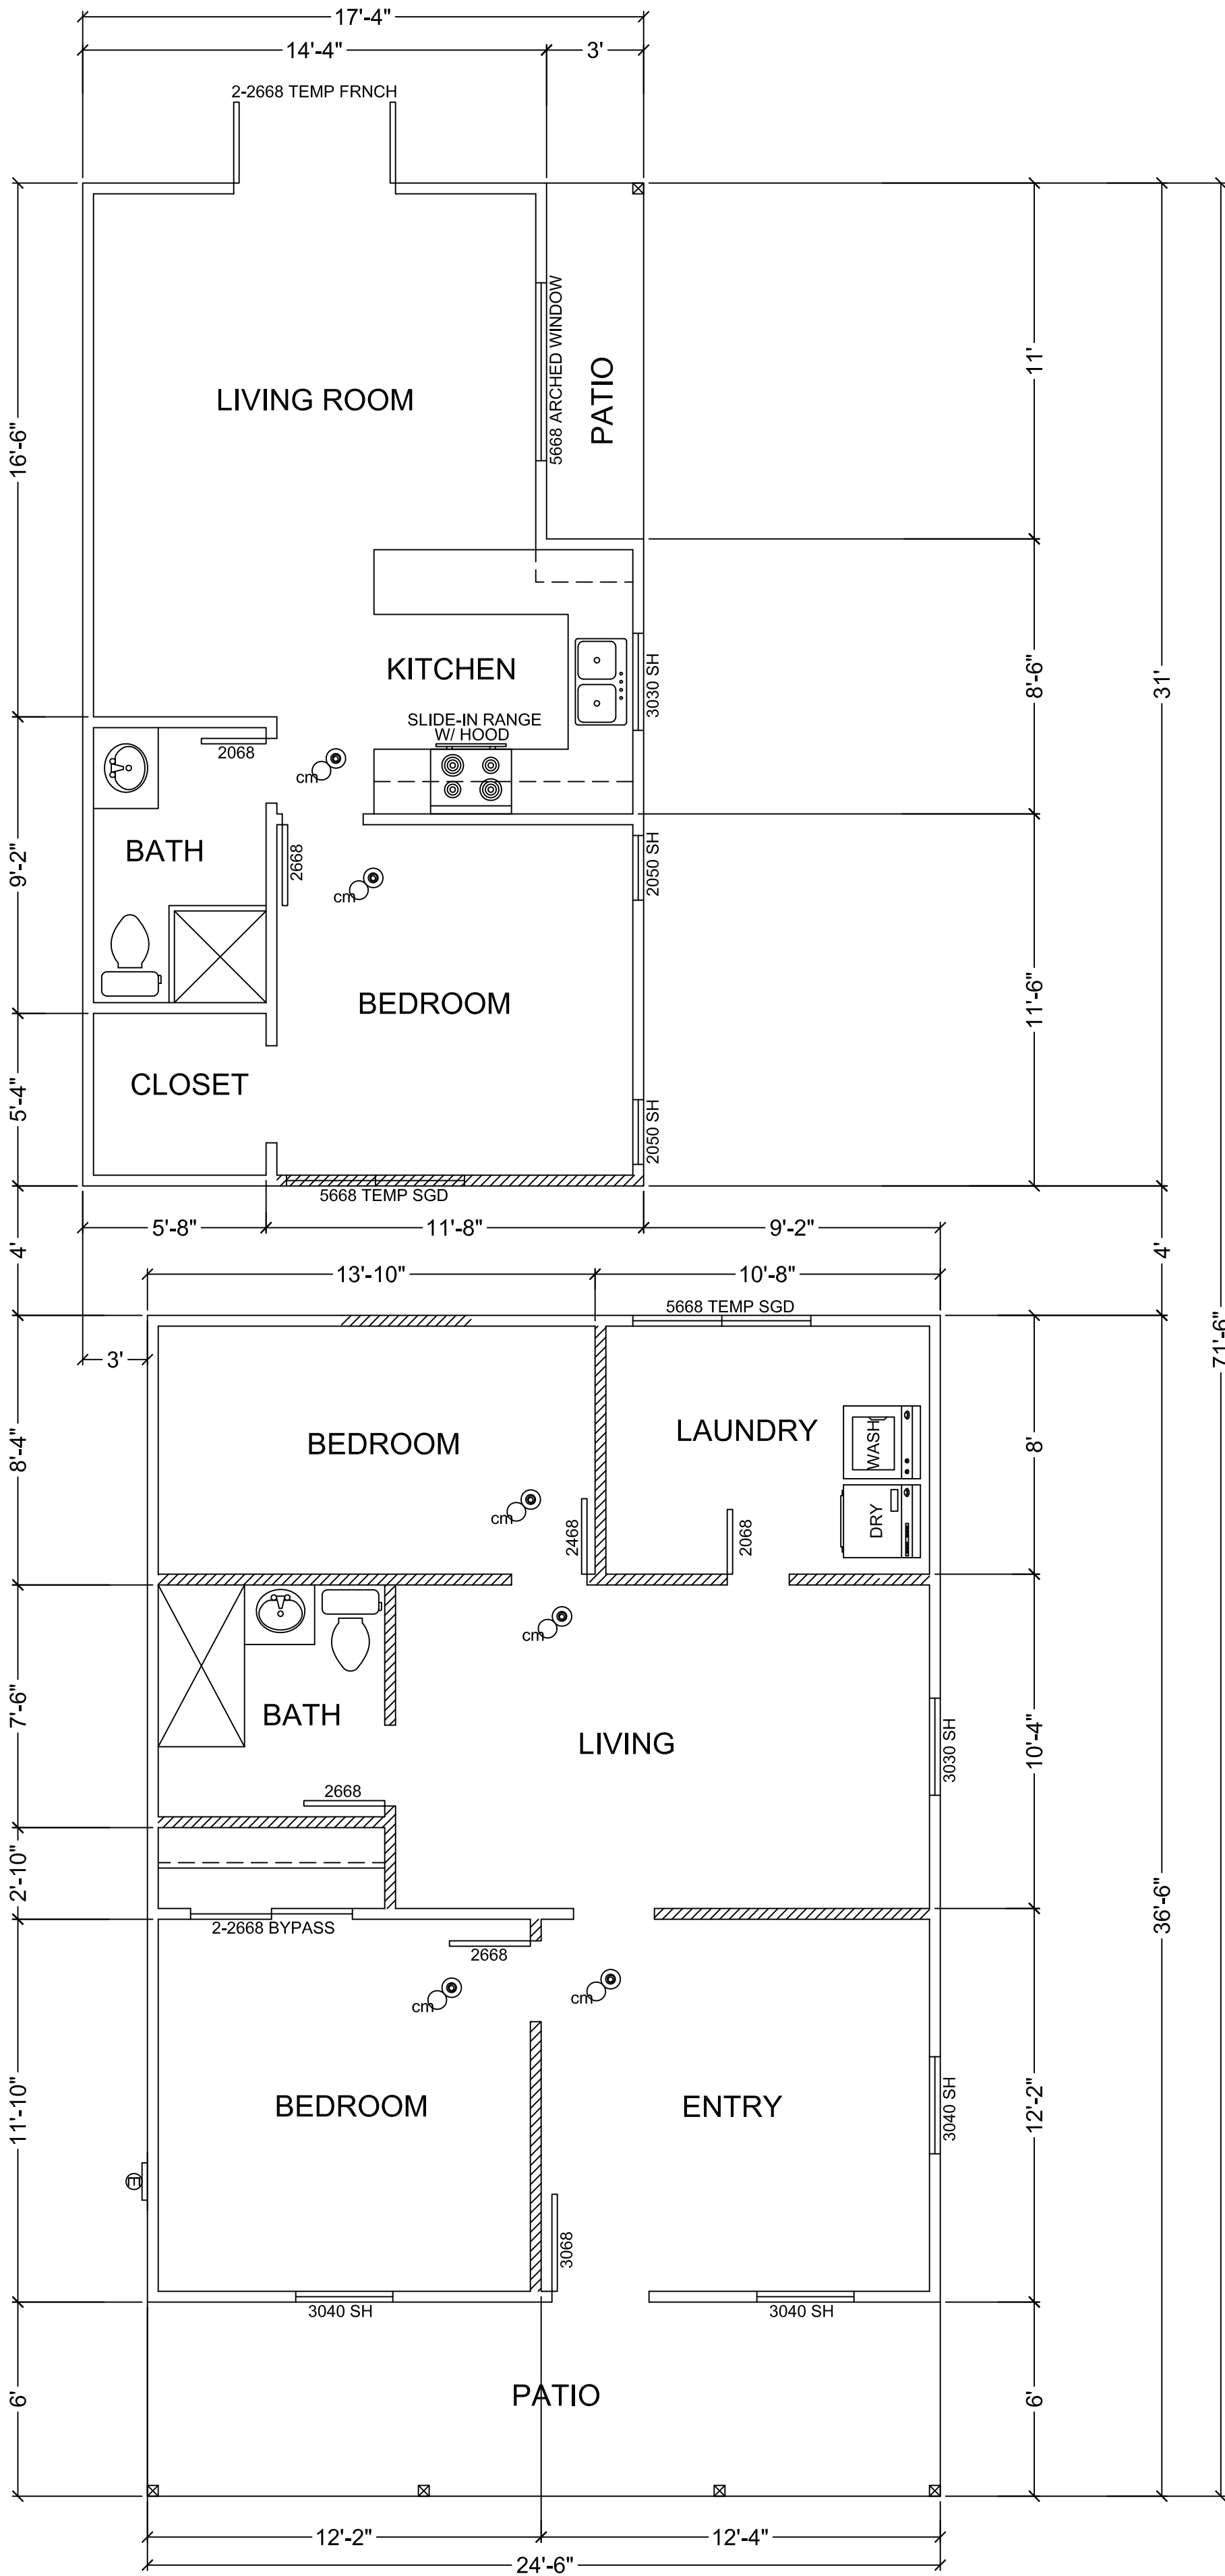 17'-4"
14'-4"
3'
2-2668 TEMP FRNCH
16'-6"
LIVING ROOM
5668 ARCHED WINDOW
PATIO
11'
KITCHEN
SLIDE-IN RANGE
W/ HOOD
3030 SH
8'-6"
31'
2068
cm
BATH
9'-2"
2668
cm
2050 SH
BEDROOM
11'-6"
CLOSET
5'-4"
2050 SH
5668 TEMP SGD
5'-8"
11'-8"
9'-2"
4'
4'
13'-10"
10'-8"
5668 TEMP SGD
3'
71'-6"
8'-4"
BEDROOM
LAUNDRY
WASH
DRY
8'
cm
2468
2068
cm
7'-6"
BATH
LIVING
3030 SH
10'-4"
2668
2'-10"
2-2668 BYPASS
2668
36'-6"
cm
cm
11'-10"
BEDROOM
ENTRY
3040 SH
12'-2"
E
3068
3040 SH
3040 SH
6'
PATIO
6'
12'-2"
12'-4"
24'-6"